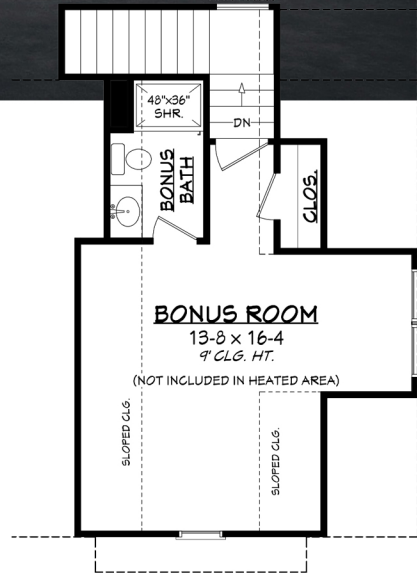 48"x36"
SHR.
DN
BONUS
BATH
CLOS.
BONUS ROOM
13-8 x 16-4
9' CLG. HT.
(NOT INCLUDED IN HEATED AREA)
SLOPED CLG.
SLOPED CLG.